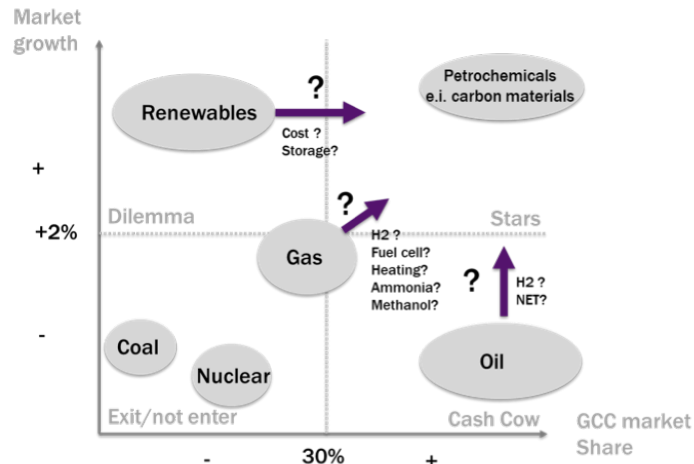 Market
growth
?
Petrochemicals
e.i. carbon materials
Renewables
Cost ?
Storage?
+
?
Dilemma
Stars
+2%
H2 ?
Fuel cell?
Heating?
Ammonia?
Methanol?
Gas
?
H2 ?
NET?
-
Coal
Nuclear
Oil
Exit/not enter
Cash Cow
GCC market
Share
-
30%
+